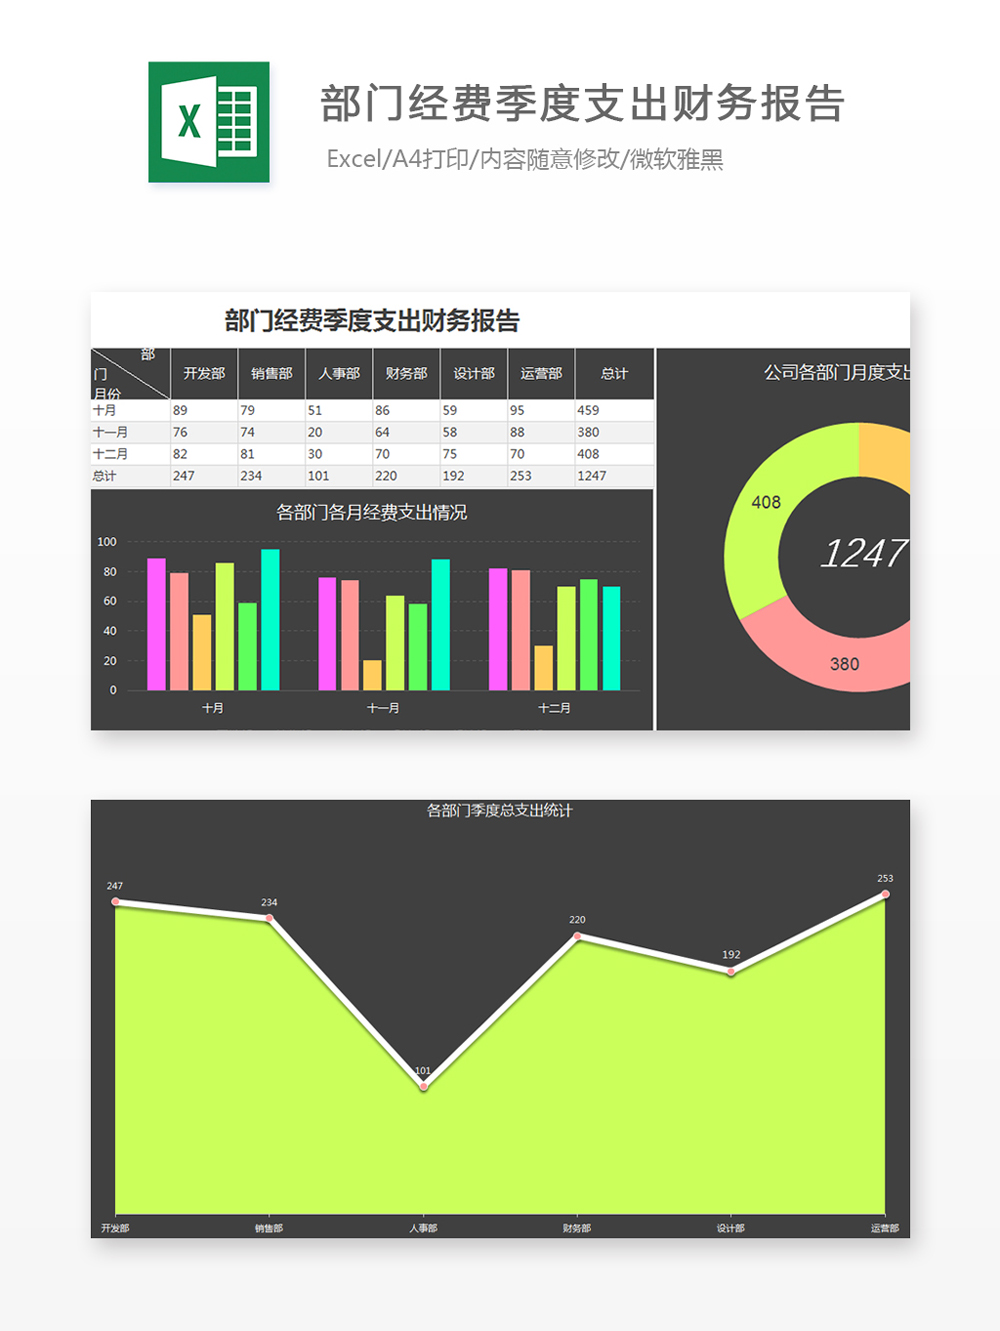 X
部门经费季度支出财务报告
Excel/A4打印/内容随意修改/微软雅黑
部门经费季度支出财务报告
部
门
月份
开发部 销售部 人事部 财务部 设计部 运营部 总计
十月 89 79 51 86 59 95 459
十一月 76 74 20 64 58 88 380
十二月 82 81 30 70 75 70 408
总计 247 234 101 220 192 253 1247
各部门各月经费支出情况
100
80
60
40
20
0
十月 十一月 十二月
公司各部门月度支出
408
1247
380
各部门季度总支出统计
247 234 101 220 192 253
开发部 销售部 人事部 财务部 设计部 运营部